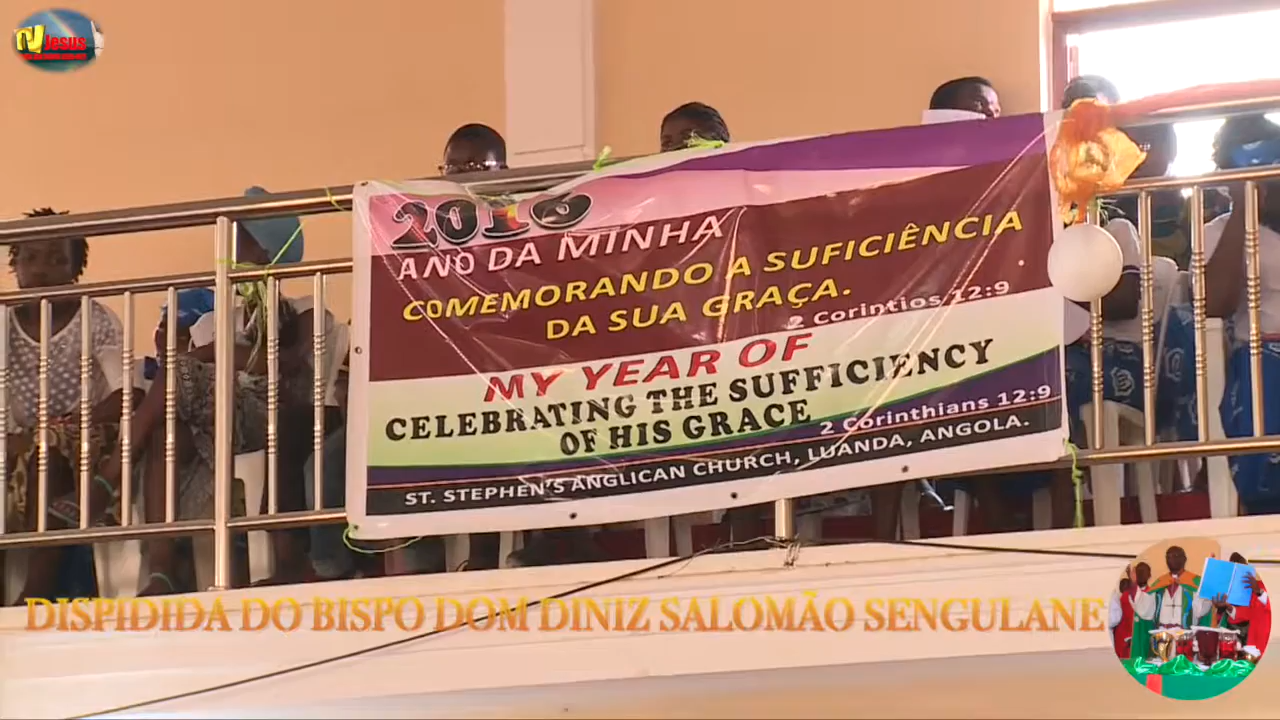 Jesus
2016
ANO DA MINHA
COMEMORANDO A SUFICIÊNCIA
DA SUA GRAÇA.
2 Corintios 12:9
MY YEAR OF
CELEBRATING THE SUFFICIENCY
OF HIS GRACE
2 Corinthians 12:9
ST. STEPHEN'S ANGLICAN CHURCH, LUANDA, ANGOLA.
DISPIDIDA DO BISPO DOM DINIZ SALOMÃO SENGULANE